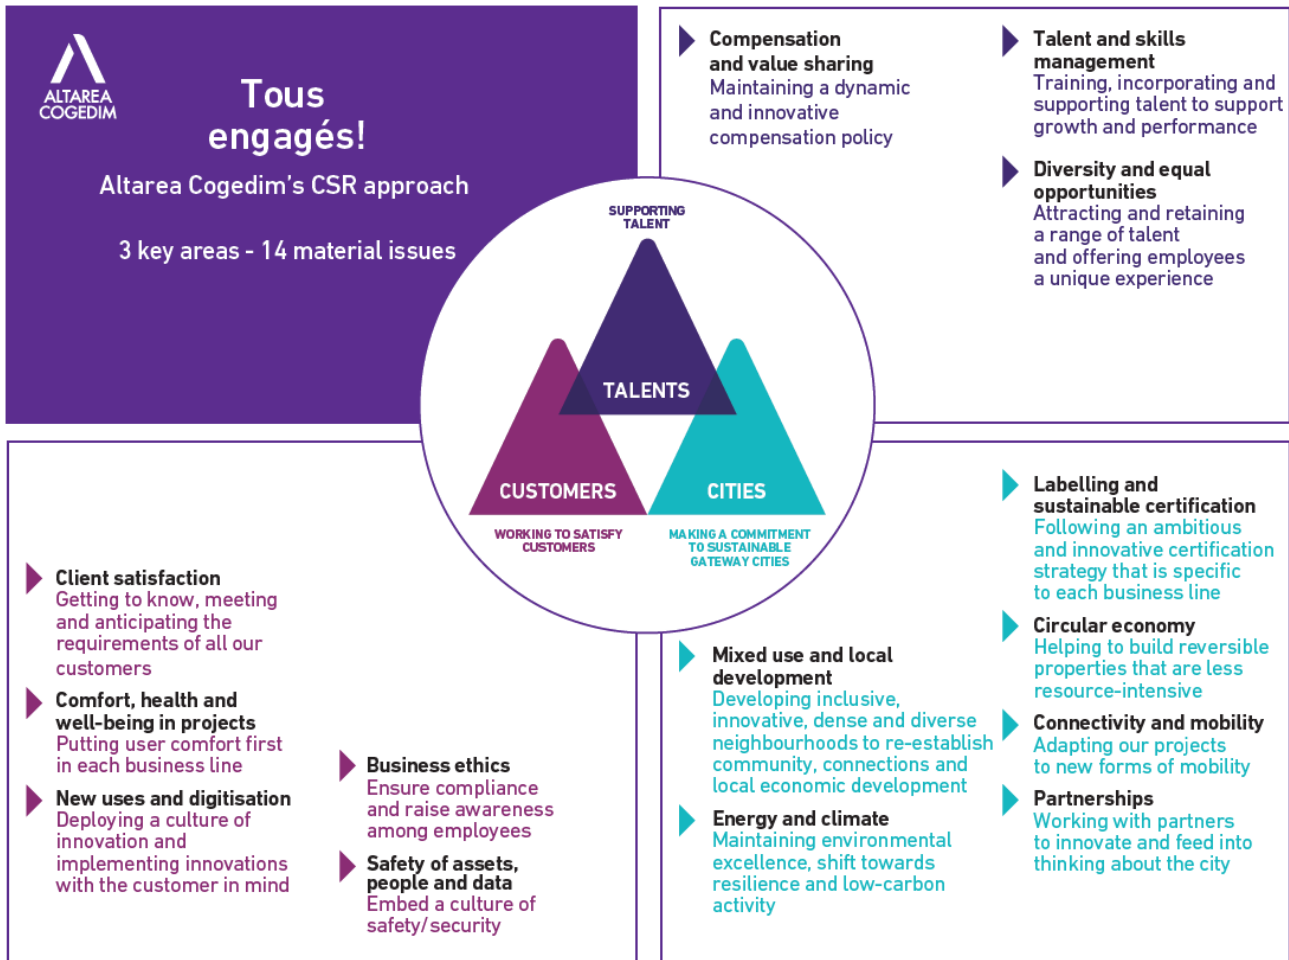 ALTAREA
COGEDIM
Tous
engagés!
Altarea Cogedim's CSR approach
3 key areas - 14 material issues
Compensation
and value sharing
Maintaining a dynamic
and innovative
compensation policy
Talent and skills
management
Training, incorporating and
supporting talent to support
growth and performance
Diversity and equal
opportunities
Attracting and retaining
a range of talent
and offering employees
a unique experience
SUPPORTING
TALENT
TALENTS
CUSTOMERS
CITIES
WORKING TO SATISFY
CUSTOMERS
MAKING A COMMITMENT
TO SUSTAINABLE
GATEWAY CITIES
Client satisfaction
Getting to know, meeting
and anticipating the
requirements of all our
customers
Comfort, health and
well-being in projects
Putting user comfort first
in each business line
New uses and digitisation
Deploying a culture of
innovation and
implementing innovations
with the customer in mind
Business ethics
Ensure compliance
and raise awareness
among employees
Safety of assets,
people and data
Embed a culture of
safety/security
Mixed use and local
development
Developing inclusive,
innovative, dense and diverse
neighbourhoods to re-establish
community, connections and
local economic development
Energy and climate
Maintaining environmental
excellence, shift towards
resilience and low-carbon
activity
Labelling and
sustainable certification
Following an ambitious
and innovative certification
strategy that is specific
to each business line
Circular economy
Helping to build reversible
properties that are less
resource-intensive
Connectivity and mobility
Adapting our projects
to new forms of mobility
Partnerships
Working with partners
to innovate and feed into
thinking about the city